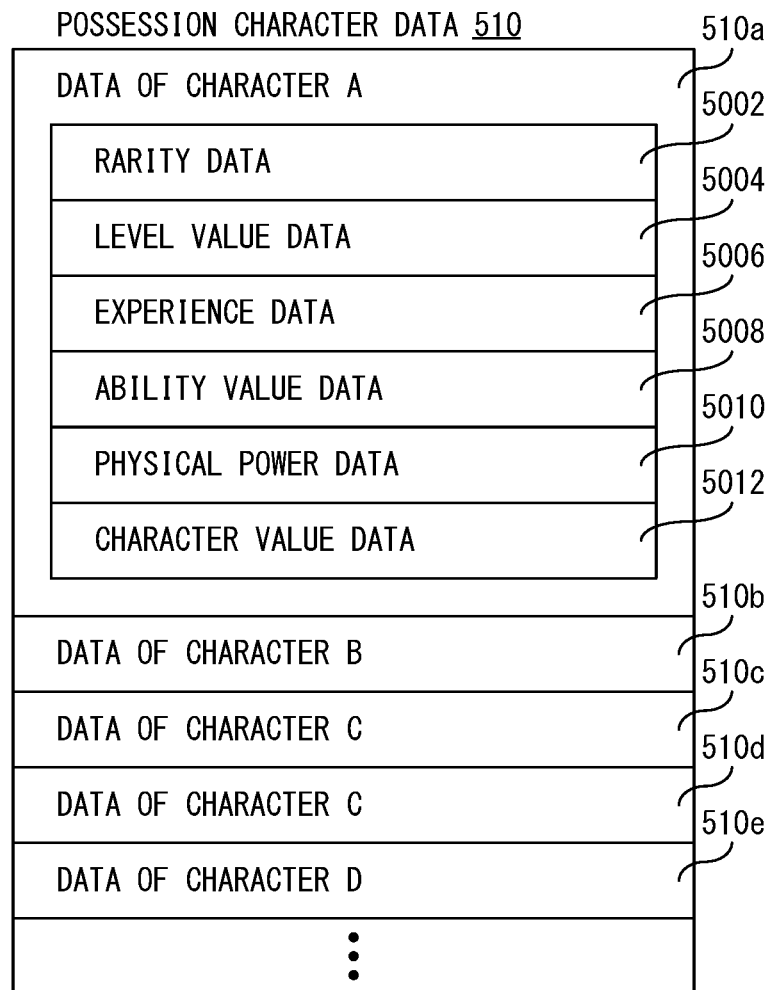 POSSESSION CHARACTER DATA 510
510a
DATA OF CHARACTER A
5002
RARITY DATA
5004
LEVEL VALUE DATA
5006
EXPERIENCE DATA
5008
ABILITY VALUE DATA
5010
PHYSICAL POWER DATA
5012
CHARACTER VALUE DATA
510b
DATA OF CHARACTER B
510c
DATA OF CHARACTER C
510d
DATA OF CHARACTER C
510e
DATA OF CHARACTER D